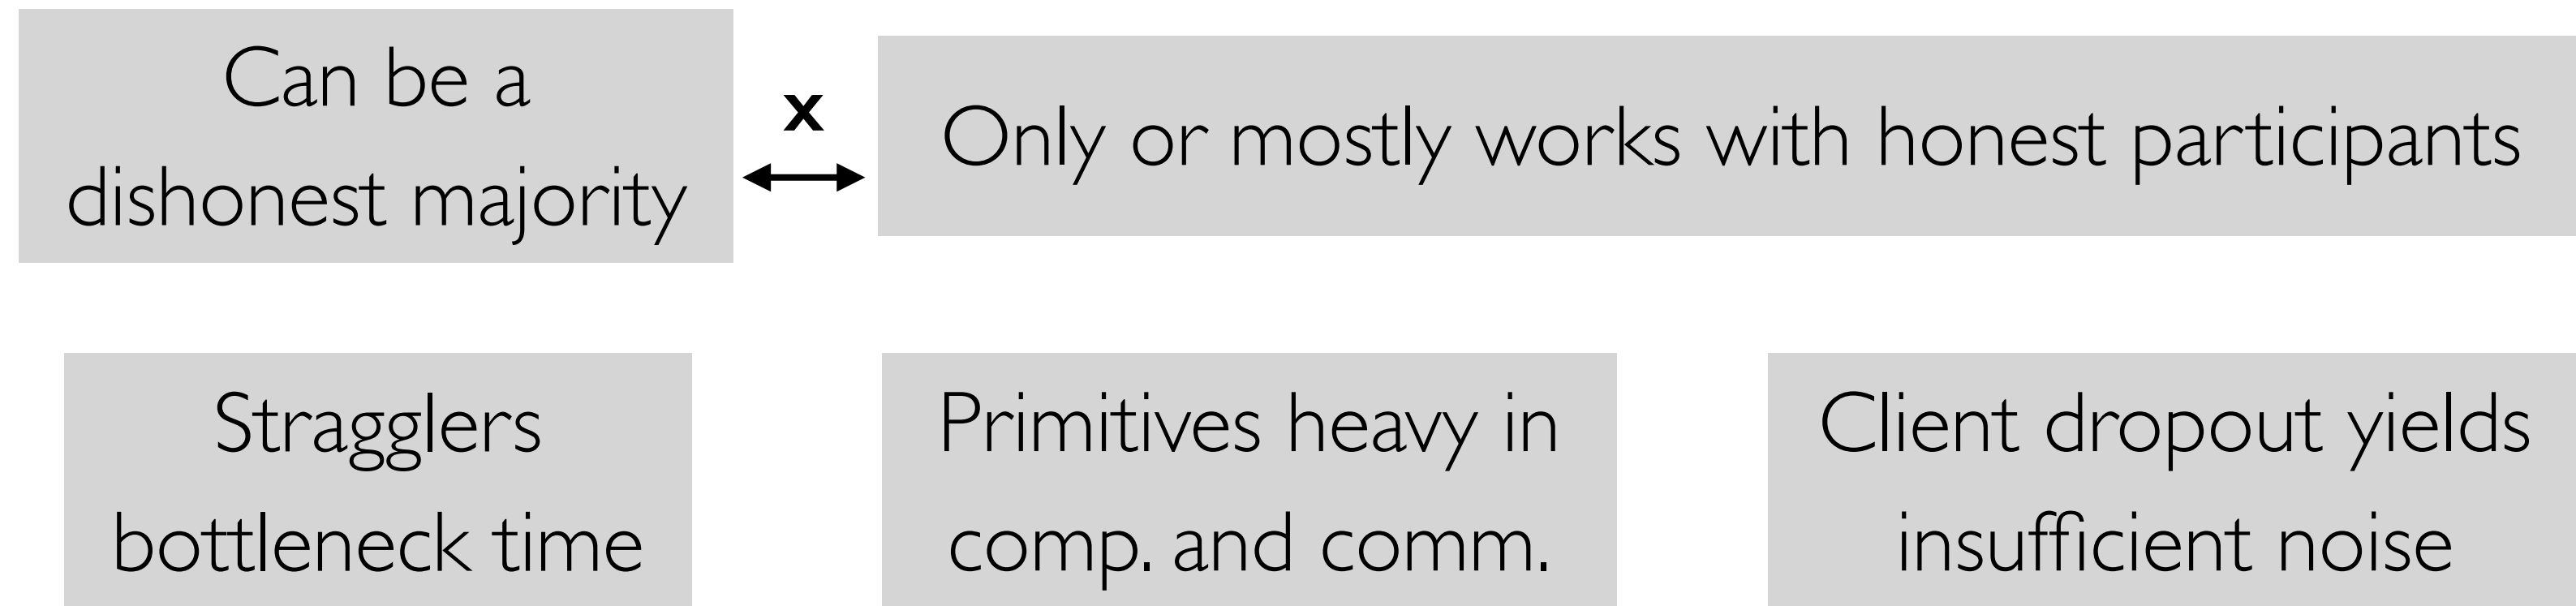 Can be a
dishonest majority
x
Only or mostly works with honest participants
Stragglers
bottleneck time
Primitives heavy in
comp. and comm.
Client dropout yields
insufficient noise